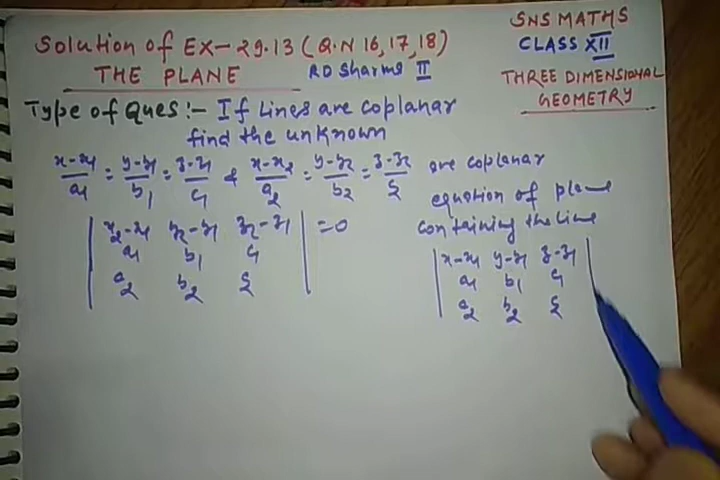 Solution of EX-29.13 (Q.N 16,17,18)
THE PLANE
RD Sharma II
SNS MATHS
CLASS XII
THREE DIMENSIONAL
GEOMETRY
Type of Ques:- If Lines are coplanar
find the unknown
x-x1/a1 = y-y1/b1 = z-z1/c1 & x-x2/a2 = y-y2/b2 = z-z2/c2 are coplanar
| x2-x1 y2-y1 z2-z1 | =0
| a1 b1 c1 |
| a2 b2 c2 |
equation of plane
containing the line
| x-x1 y-y1 z-z1 |
| a1 b1 c1 |
| a2 b2 c2 |